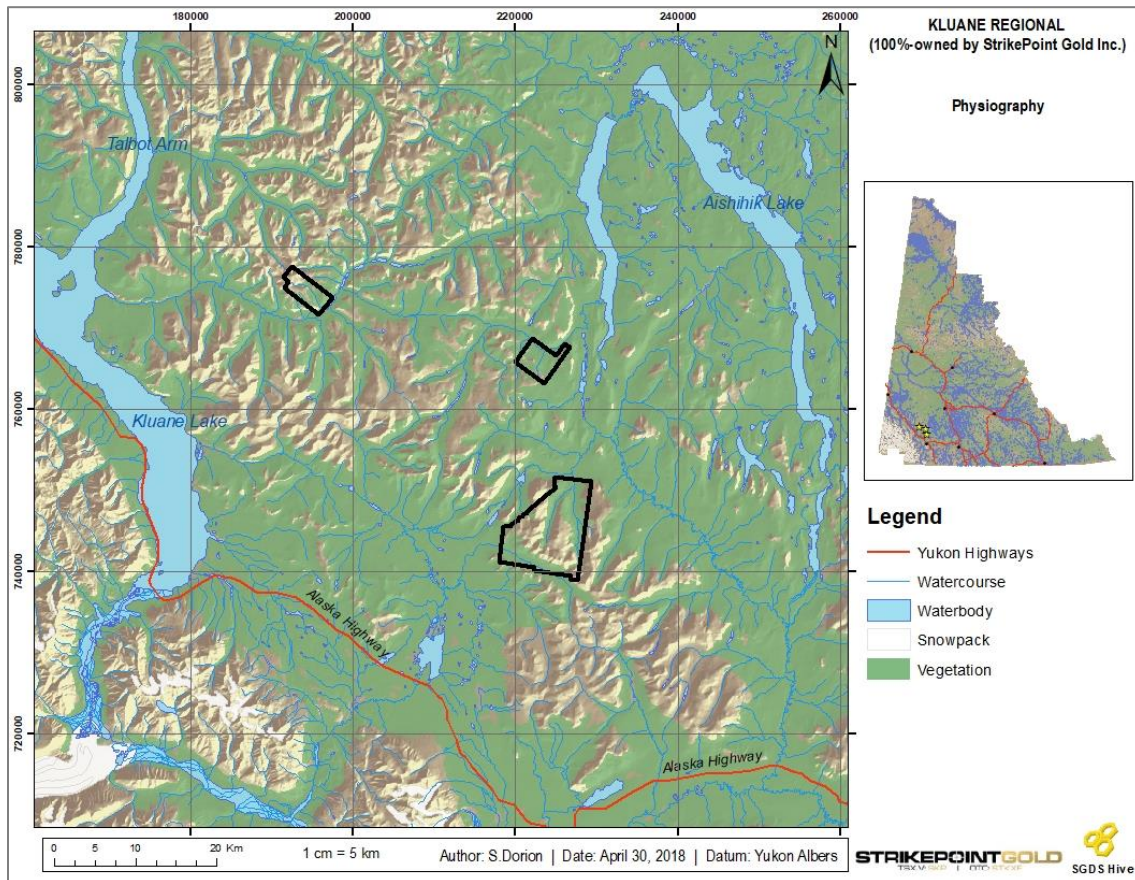 180000 200000 220000 240000 260000
KLUANE REGIONAL
(100%-owned by StrikePoint Gold Inc.)
Physiography
N
800000
780000
760000
740000
720000
Talbot Arm
Aishihik Lake
Kluane Lake
Alaska Highway
Alaska Highway
Legend
Yukon Highways
Watercourse
Waterbody
Snowpack
Vegetation
0 5 10 20 Km
1 cm = 5 km
Author: S.Dorion | Date: April 30, 2018 | Datum: Yukon Albers
STRIKEPOINTGOLD
SGDS Hive